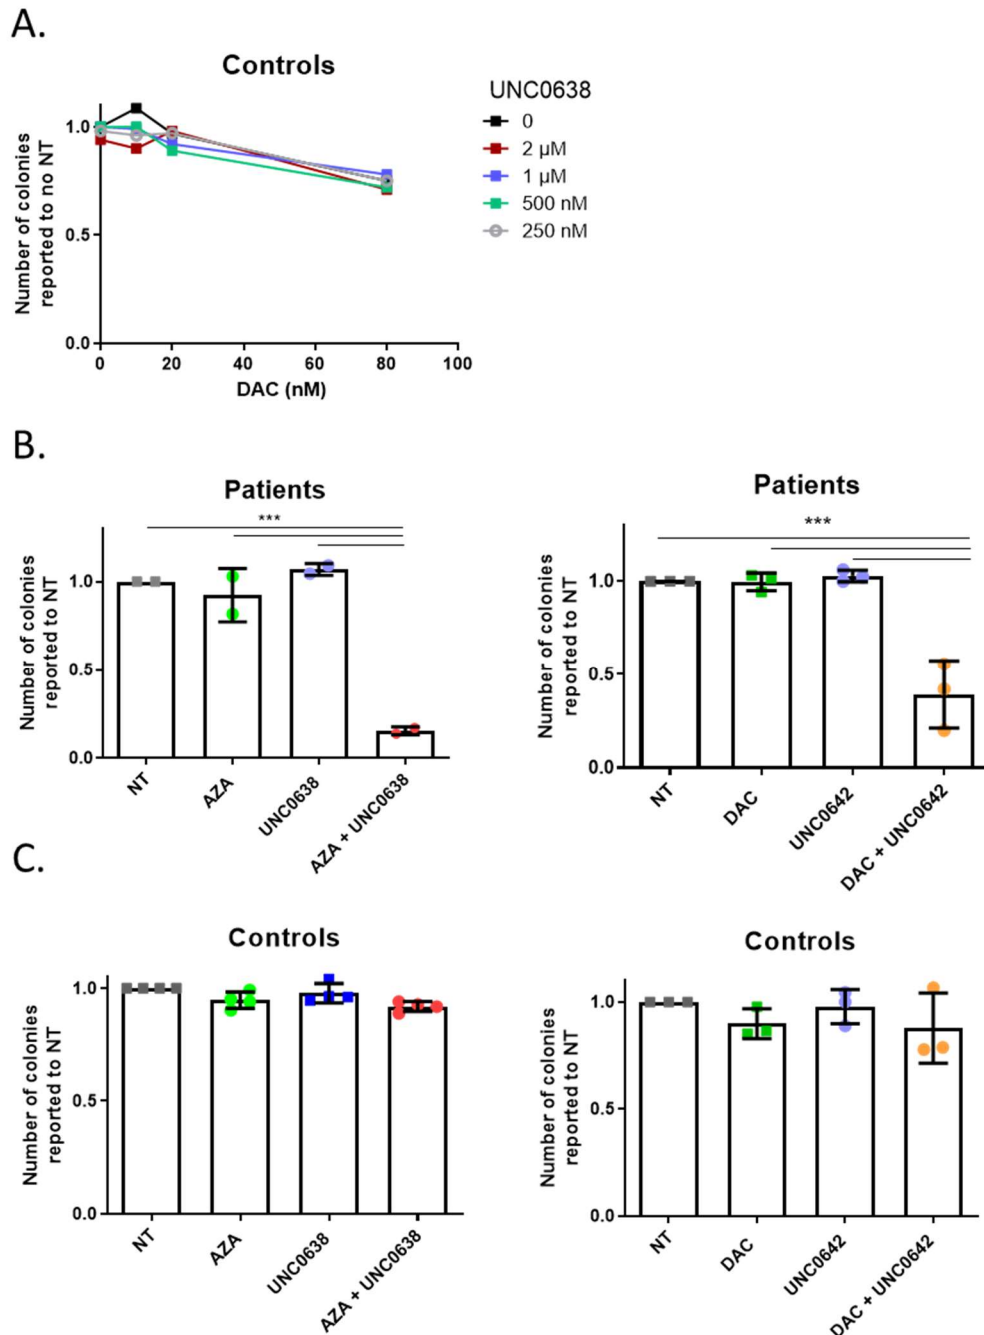 A.
Controls
Number of colonies
reported to no NT
1.0
0.5
0.0
0 20 40 60 80 100
DAC (nM)
UNC0638
0
2 µM
1 µM
500 nM
250 nM
B.
Patients
***
Number of colonies
reported to NT
1.0
0.5
0.0
NT
AZA
UNC0638
AZA + UNC0638
Patients
***
Number of colonies
reported to NT
1.0
0.5
0.0
NT
DAC
UNC0642
DAC + UNC0642
C.
Controls
Number of colonies
reported to NT
1.0
0.5
0.0
NT
AZA
UNC0638
AZA + UNC0638
Controls
Number of colonies
reported to NT
1.0
0.5
0.0
NT
DAC
UNC0642
DAC + UNC0642